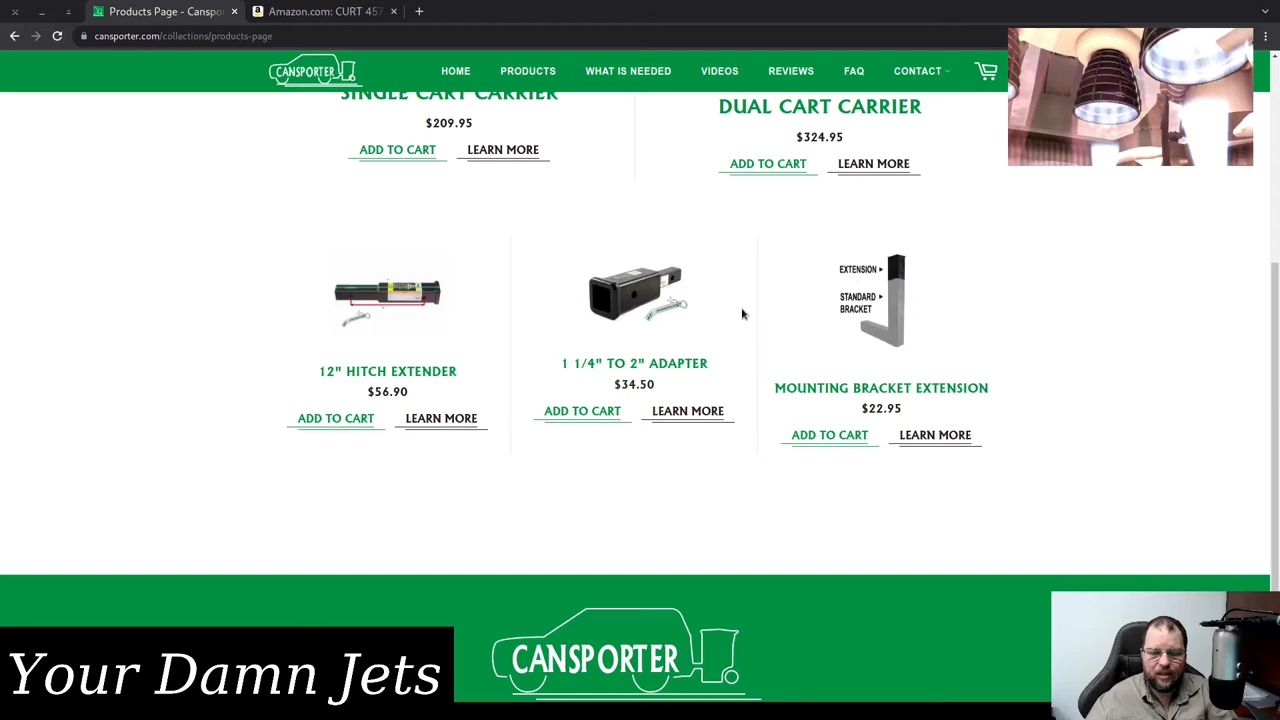 Products Page - Canspo
Amazon.com: CURT 457
cansporter.com/collections/products-page
CANSPORTER
HOME
PRODUCTS
WHAT IS NEEDED
VIDEOS
REVIEWS
FAQ
CONTACT
SINGLE CART CARRIER
$209.95
ADD TO CART
LEARN MORE
DUAL CART CARRIER
$324.95
ADD TO CART
LEARN MORE
12" HITCH EXTENDER
$56.90
ADD TO CART
LEARN MORE
1 1/4" TO 2" ADAPTER
$34.50
ADD TO CART
LEARN MORE
EXTENSION
STANDARD
BRACKET
MOUNTING BRACKET EXTENSION
$22.95
ADD TO CART
LEARN MORE
CANSPORTER
Your Damn Jets